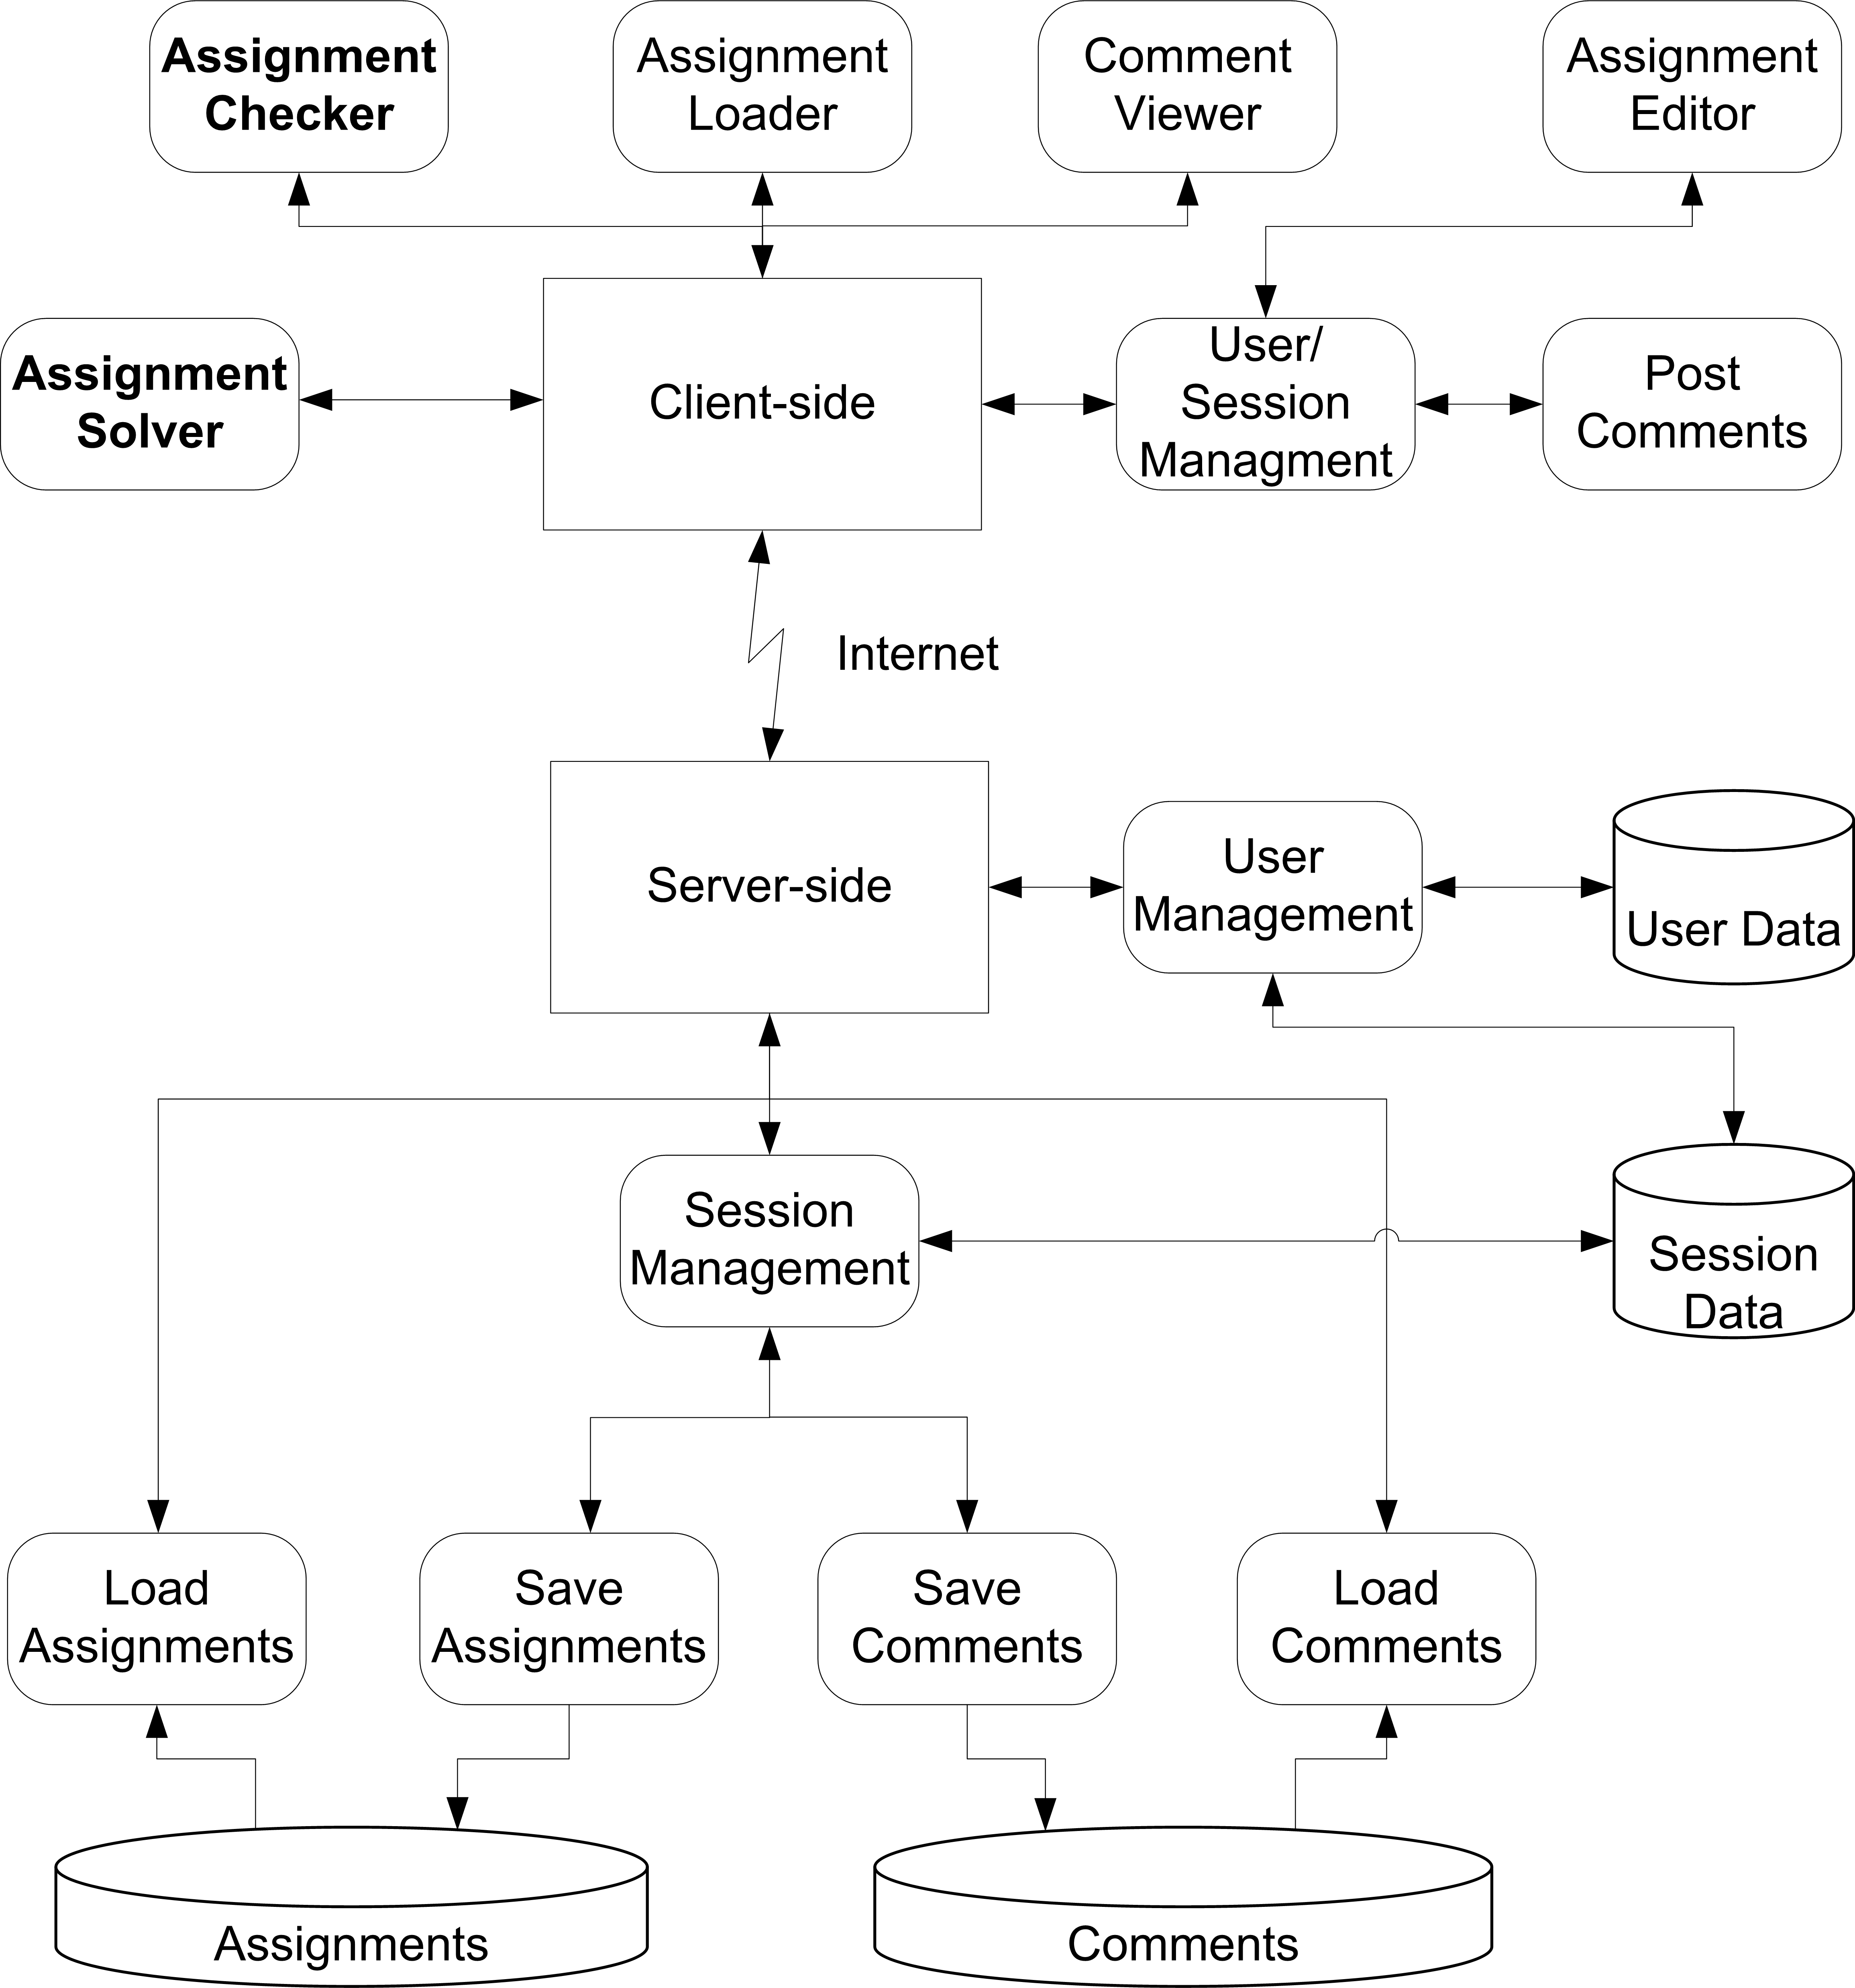 Assignment
Checker
Assignment
Loader
Comment
Viewer
Assignment
Editor
Assignment
Solver
Client-side
User/
Session
Managment
Post
Comments
Internet
Server-side
User
Management
User Data
Session
Management
Session
Data
Load
Assignments
Save
Assignments
Save
Comments
Load
Comments
Assignments
Comments